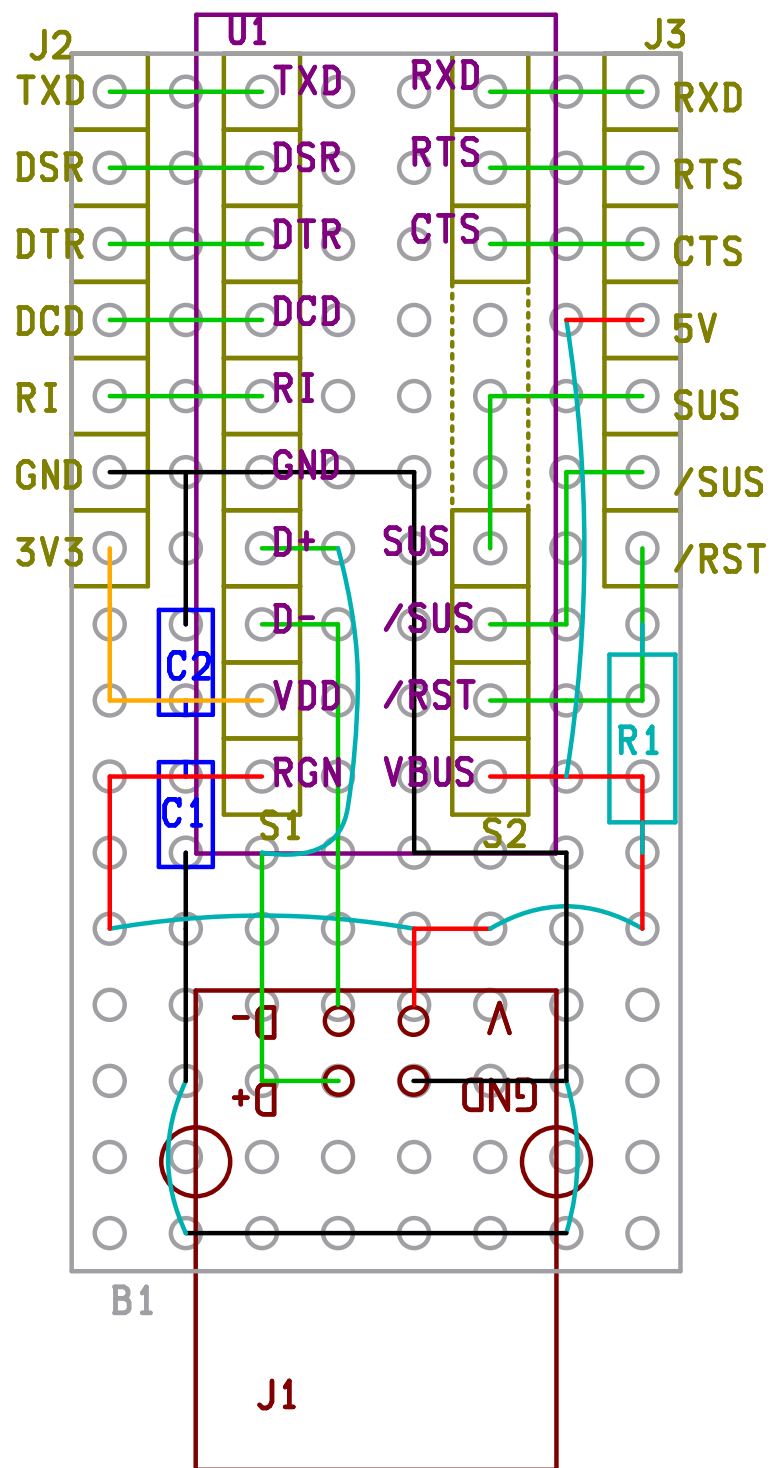 U1
J2 J3
TXD TXD RXD RXD
DSR DSR RTS RTS
DTR DTR CTS CTS
DCD DCD 5V
RI RI SUS
GND GND /SUS
3V3 D+ SUS /RST
D- /SUS
C2 VDD /RST
R1
RGN VBUS
C1 S1 S2
D- V
D+ GND
B1
J1